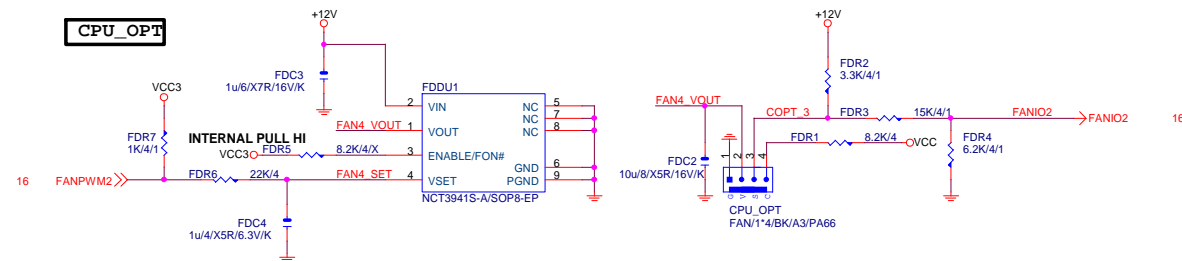 CPU_OPT
+12V
FDC3
1u/6/X7R/16V/K
VCC3
FDR7
1K/4/1
INTERNAL PULL HI
VCC3
FDR5
8.2K/4/X
16
FANPWM2
FDR6
22K/4
FAN4_SET
FDC4
1u/4/X5R/6.3V/K
FAN4_VOUT
FDDU1
2
VIN
1
VOUT
3
ENABLE/FON#
4
VSET
NC
5
NC
7
NC
8
GND
6
PGND
9
NCT3941S-A/SOP8-EP
+12V
FDR2
3.3K/4/1
FAN4_VOUT
COPT_3
FDR3
15K/4/1
FANIO2
FANIO2
16
FDR1
8.2K/4
VCC
FDR4
6.2K/4/1
FDC2
10u/8/X5R/16V/K
1
2
3
4
G
V
S
C
CPU_OPT
FAN/1*4/BK/A3/PA66